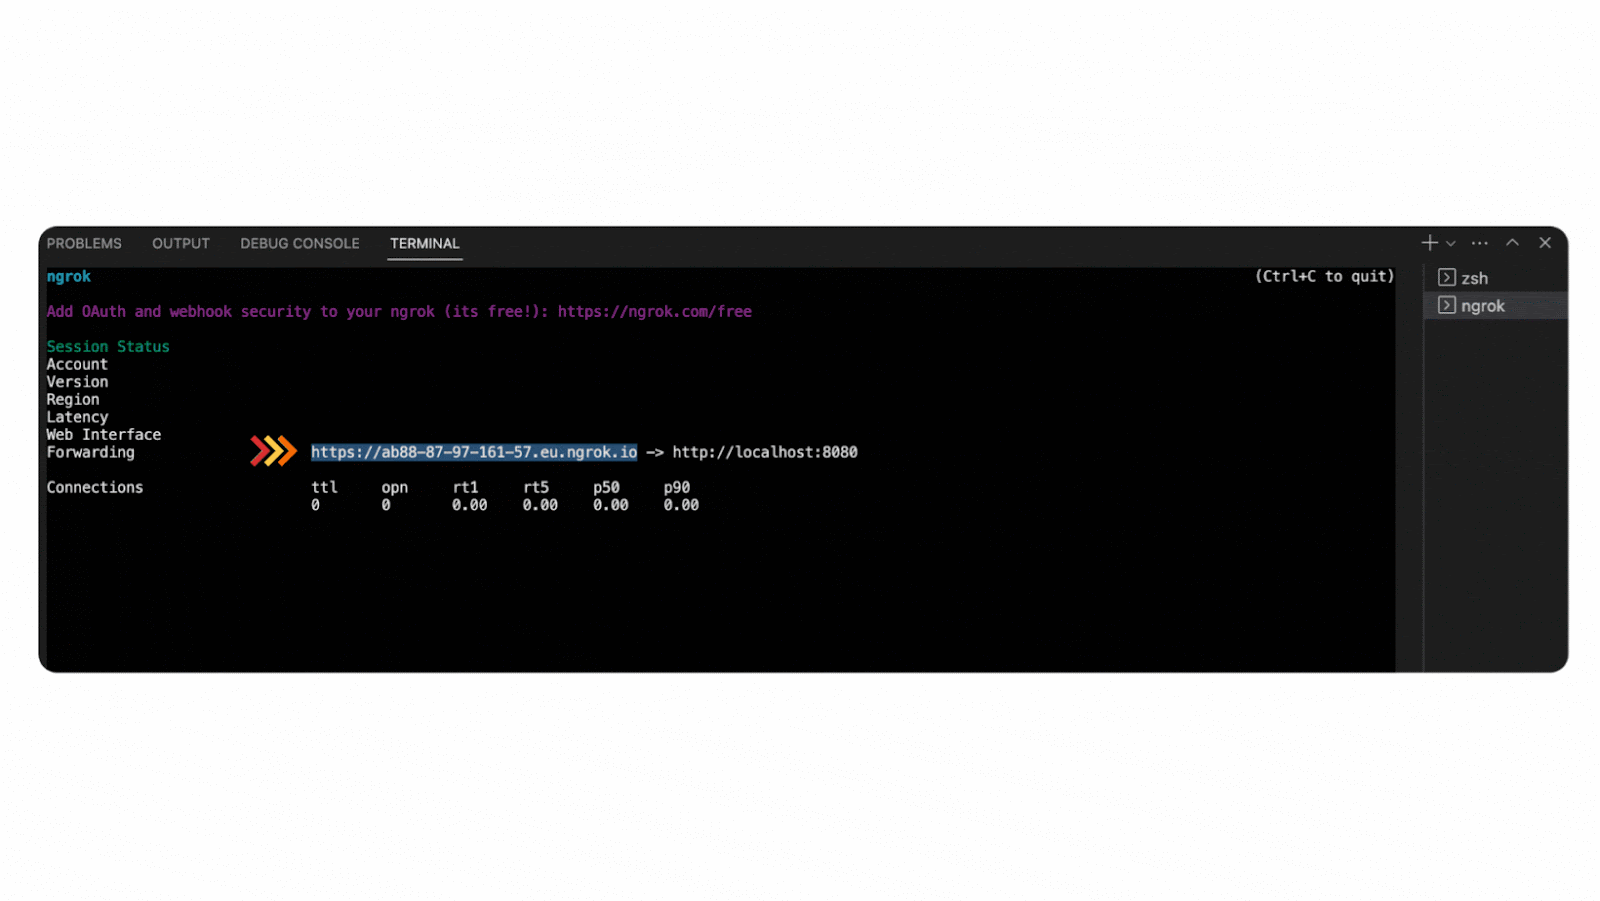 PROBLEMS OUTPUT DEBUG CONSOLE TERMINAL
ngrok (Ctrl+C to quit)
zsh
ngrok
Add OAuth and webhook security to your ngrok (its free!): https://ngrok.com/free
Session Status
Account
Version
Region
Latency
Web Interface
Forwarding https://ab88-87-97-161-57.eu.ngrok.io -> http://localhost:8080
Connections ttl opn rt1 rt5 p50 p90
0 0 0.00 0.00 0.00 0.00